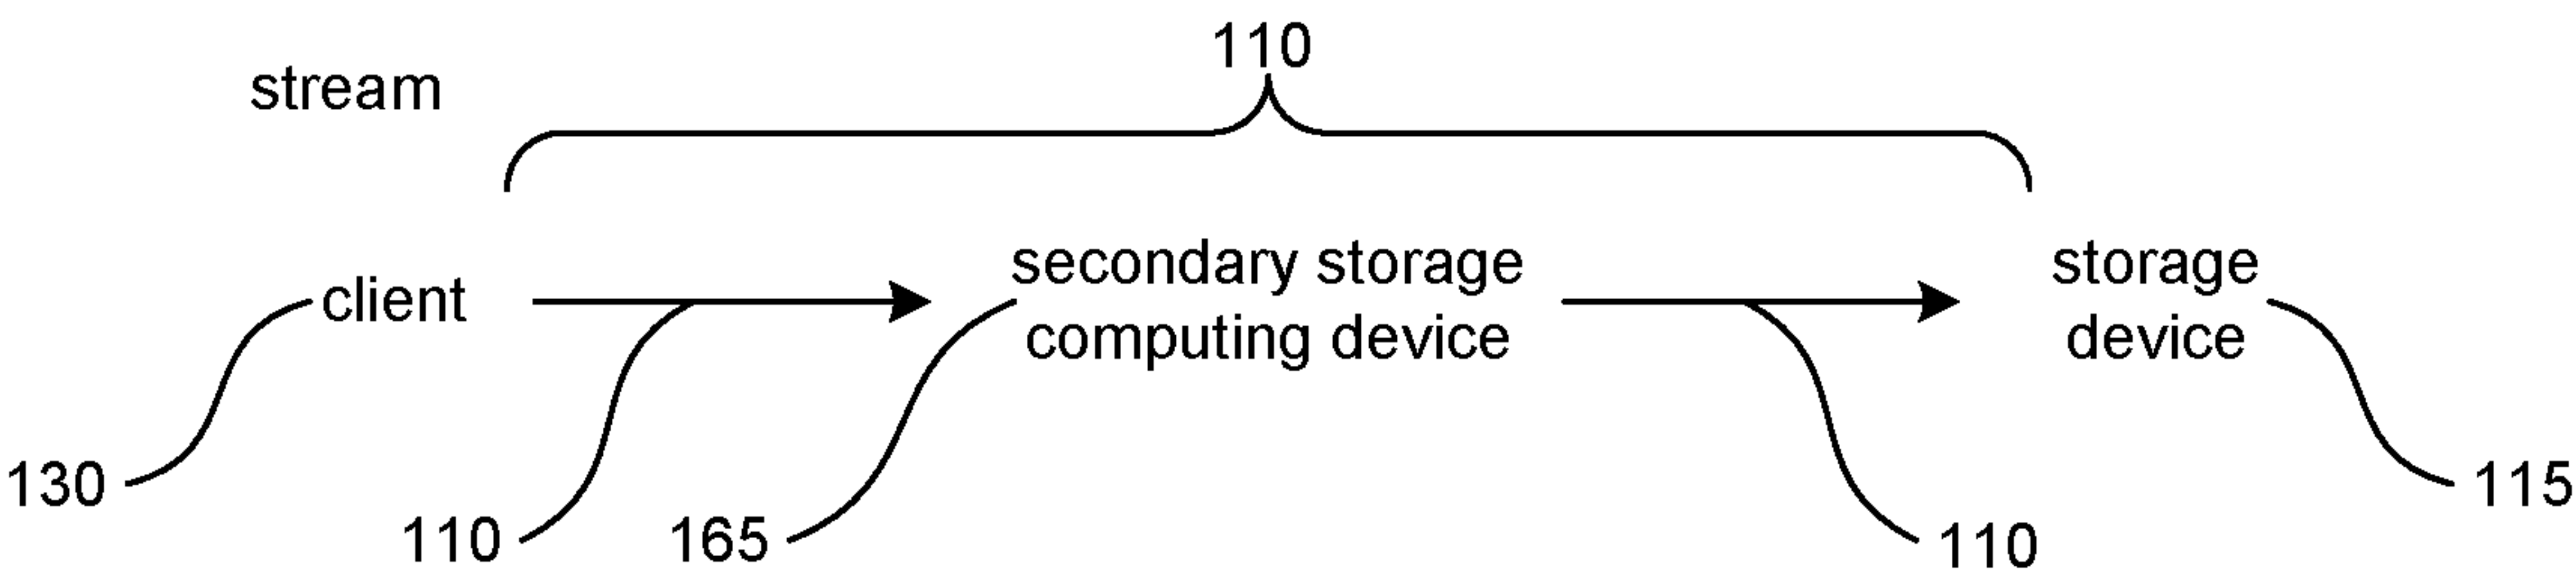 110
stream
client
secondary storage
computing device
storage
device
130
110
165
110
115